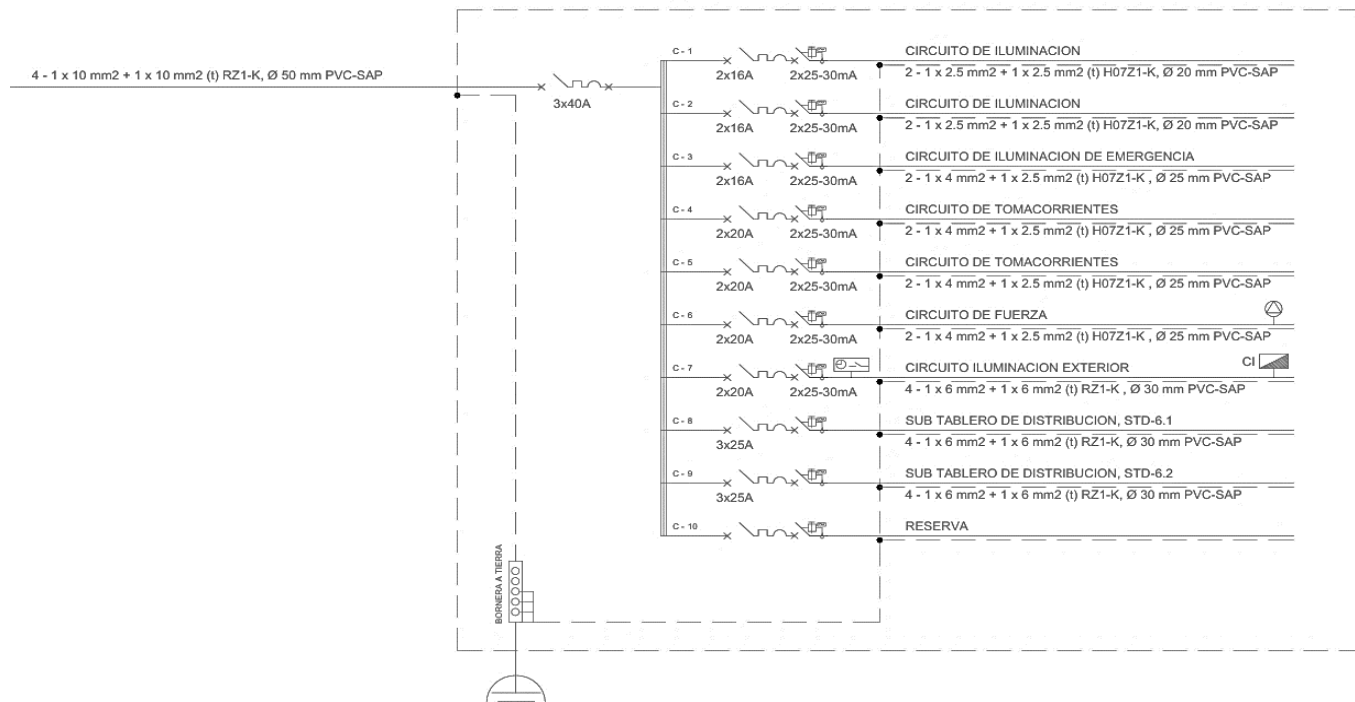 4 - 1 x 10 mm2 + 1 x 10 mm2 (t) RZ1-K, Ø 50 mm PVC-SAP
3x40A
C - 1
2x16A
2x25-30mA
CIRCUITO DE ILUMINACION
2 - 1 x 2.5 mm2 + 1 x 2.5 mm2 (t) H07Z1-K, Ø 20 mm PVC-SAP
C - 2
2x16A
2x25-30mA
CIRCUITO DE ILUMINACION
2 - 1 x 2.5 mm2 + 1 x 2.5 mm2 (t) H07Z1-K, Ø 20 mm PVC-SAP
C - 3
2x16A
2x25-30mA
CIRCUITO DE ILUMINACION DE EMERGENCIA
2 - 1 x 4 mm2 + 1 x 2.5 mm2 (t) H07Z1-K , Ø 25 mm PVC-SAP
C - 4
2x20A
2x25-30mA
CIRCUITO DE TOMACORRIENTES
2 - 1 x 4 mm2 + 1 x 2.5 mm2 (t) H07Z1-K , Ø 25 mm PVC-SAP
C - 5
2x20A
2x25-30mA
CIRCUITO DE TOMACORRIENTES
2 - 1 x 4 mm2 + 1 x 2.5 mm2 (t) H07Z1-K , Ø 25 mm PVC-SAP
C - 6
2x20A
2x25-30mA
CIRCUITO DE FUERZA
2 - 1 x 4 mm2 + 1 x 2.5 mm2 (t) H07Z1-K , Ø 25 mm PVC-SAP
C - 7
2x20A
2x25-30mA
CIRCUITO ILUMINACION EXTERIOR
CI
4 - 1 x 6 mm2 + 1 x 6 mm2 (t) RZ1-K , Ø 30 mm PVC-SAP
C - 8
3x25A
SUB TABLERO DE DISTRIBUCION, STD-6.1
4 - 1 x 6 mm2 + 1 x 6 mm2 (t) RZ1-K, Ø 30 mm PVC-SAP
C - 9
3x25A
SUB TABLERO DE DISTRIBUCION, STD-6.2
4 - 1 x 6 mm2 + 1 x 6 mm2 (t) RZ1-K, Ø 30 mm PVC-SAP
C - 10
RESERVA
BORNERA A TIERRA